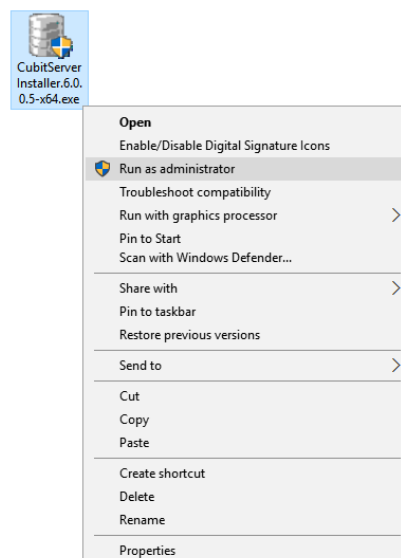 CubitServer
Installer.6.0.
0.5-x64.exe
Open
Enable/Disable Digital Signature Icons
Run as administrator
Troubleshoot compatibility
Run with graphics processor
Pin to Start
Scan with Windows Defender...
Share with
Pin to taskbar
Restore previous versions
Send to
Cut
Copy
Paste
Create shortcut
Delete
Rename
Properties